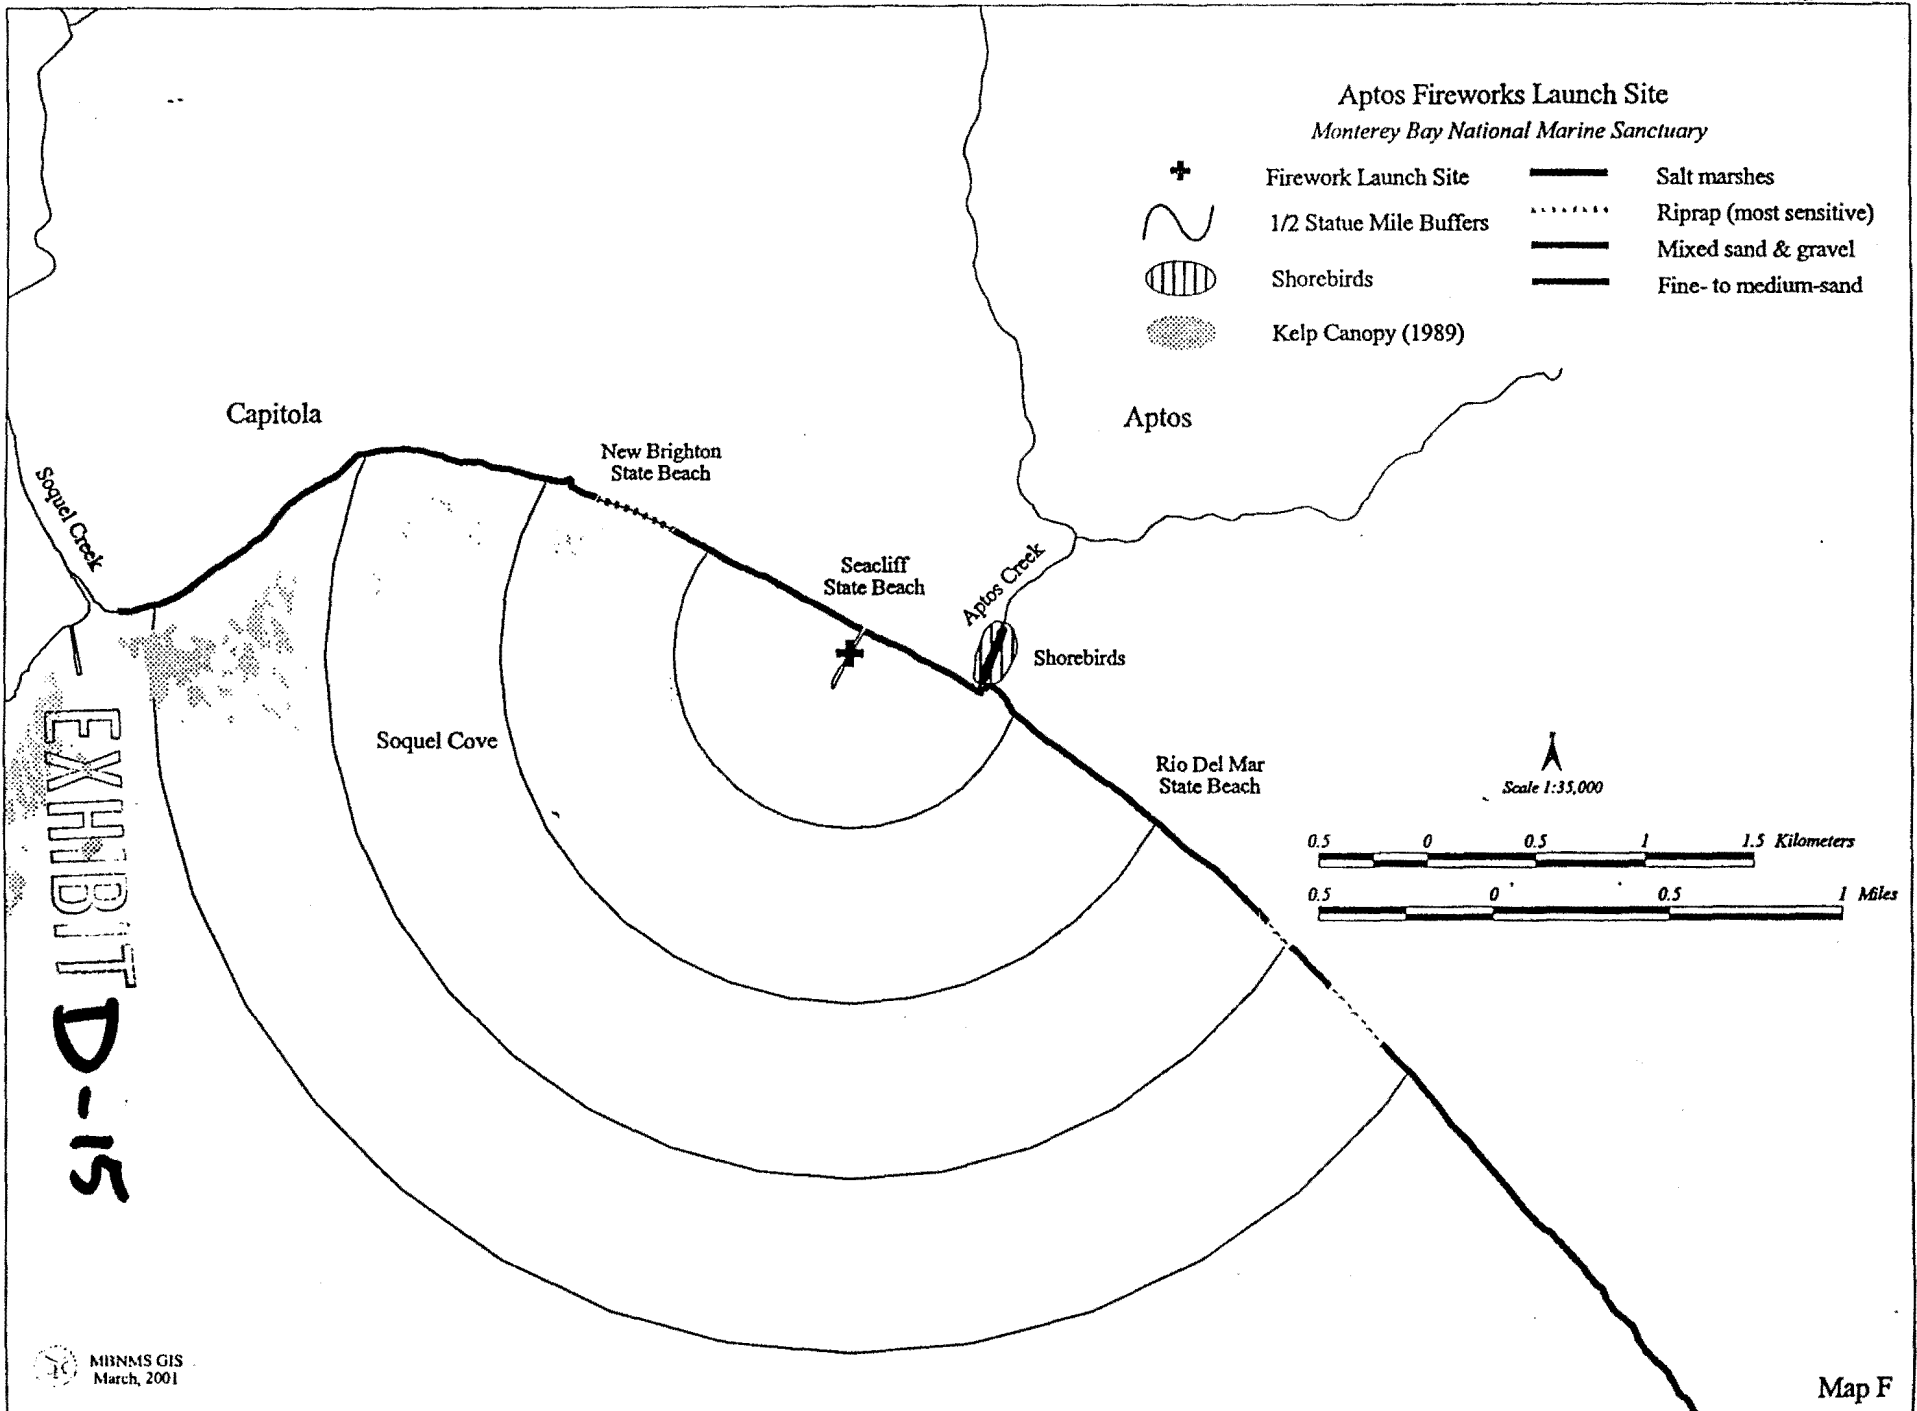 Aptos Fireworks Launch Site
Monterey Bay National Marine Sanctuary
Firework Launch Site
1/2 Statue Mile Buffers
Shorebirds
Kelp Canopy (1989)
Salt marshes
Riprap (most sensitive)
Mixed sand & gravel
Fine- to medium-sand
Capitola
Aptos
New Brighton
State Beach
Soquel Creek
Seacliff
State Beach
Aptos Creek
Shorebirds
Soquel Cove
Rio Del Mar
State Beach
Scale 1:35,000
0.5 0 0.5 1 1.5 Kilometers
0.5 0 0.5 1 Miles
EXHIBIT D-15
MBNMS GIS
March, 2001
Map F